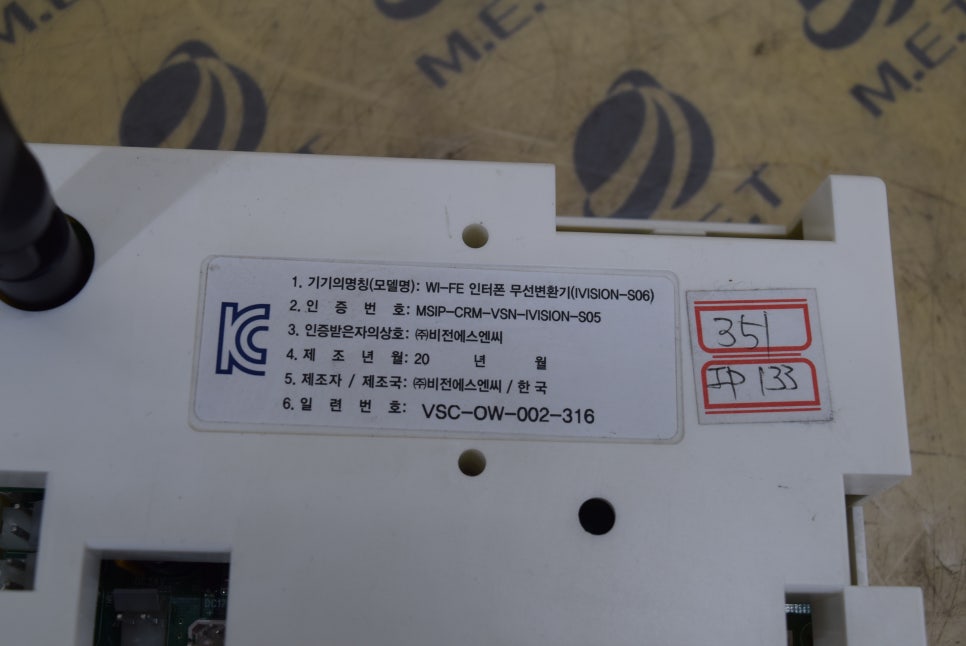 M.E.T
M.E.T
M.E.T
KC
1. 기기의명칭(모델명): WI-FE 인터폰 무선변환기(IVISION-S06)
2. 인 증 번 호: MSIP-CRM-VSN-IVISION-S05
3. 인증받은자의상호: ㈜비전에스엔씨
4. 제 조 년 월: 20 년 월
5. 제조자 / 제조국: ㈜비전에스엔씨 / 한국
6. 일 련 번 호: VSC-OW-002-316
351
IP 133